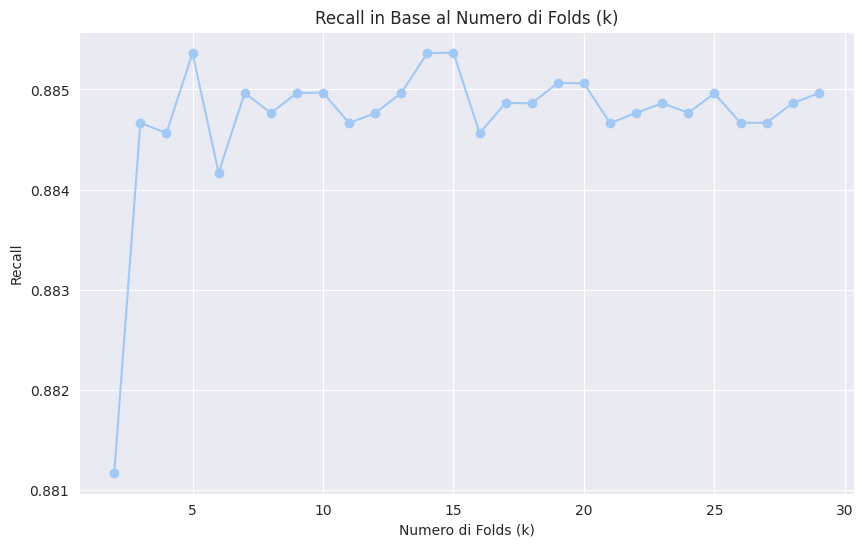 Recall in Base al Numero di Folds (k)
Recall
0.885
0.884
0.883
0.882
0.881
5 10 15 20 25 30
Numero di Folds (k)